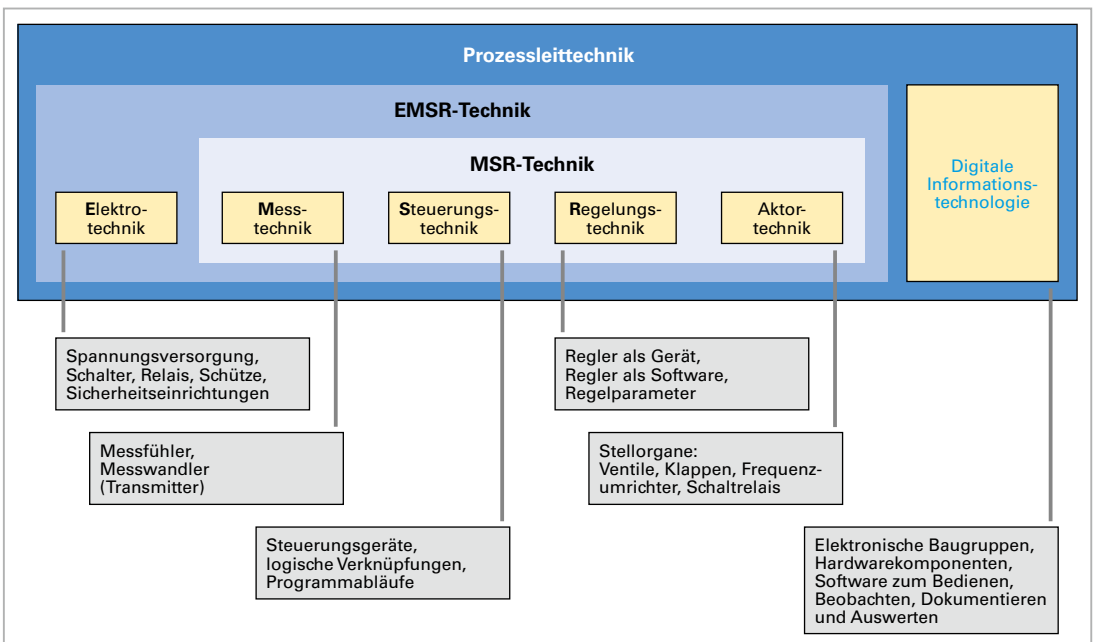 Prozessleittechnik
EMSR-Technik
MSR-Technik
Elektro-
technik
Mess-
technik
Steuerungs-
technik
Regelungs-
technik
Aktor-
technik
Digitale
Informations-
technologie
Spannungsversorgung,
Schalter, Relais, Schütze,
Sicherheitseinrichtungen
Regler als Gerät,
Regler als Software,
Regelparameter
Messfühler,
Messwandler
(Transmitter)
Stellorgane:
Ventile, Klappen, Frequenz-
umrichter, Schaltrelais
Steuerungsgeräte,
logische Verknüpfungen,
Programmabläufe
Elektronische Baugruppen,
Hardwarekomponenten,
Software zum Bedienen,
Beobachten, Dokumentieren
und Auswerten